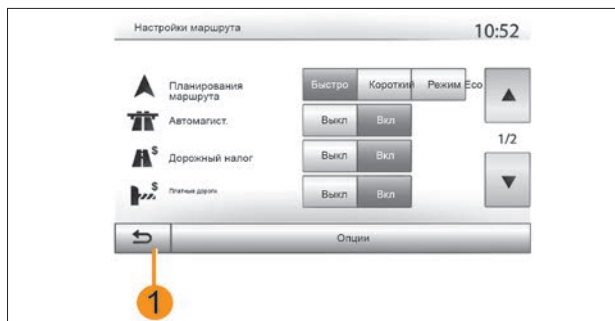 Настройки маршрута 10:52
Планирования маршрута Быстро Короткий Режим Eco
Автомагист. Выкл Вкл
1/2
$ Дорожный налог Выкл Вкл
$ Платные дороги Выкл Вкл
Опции
1